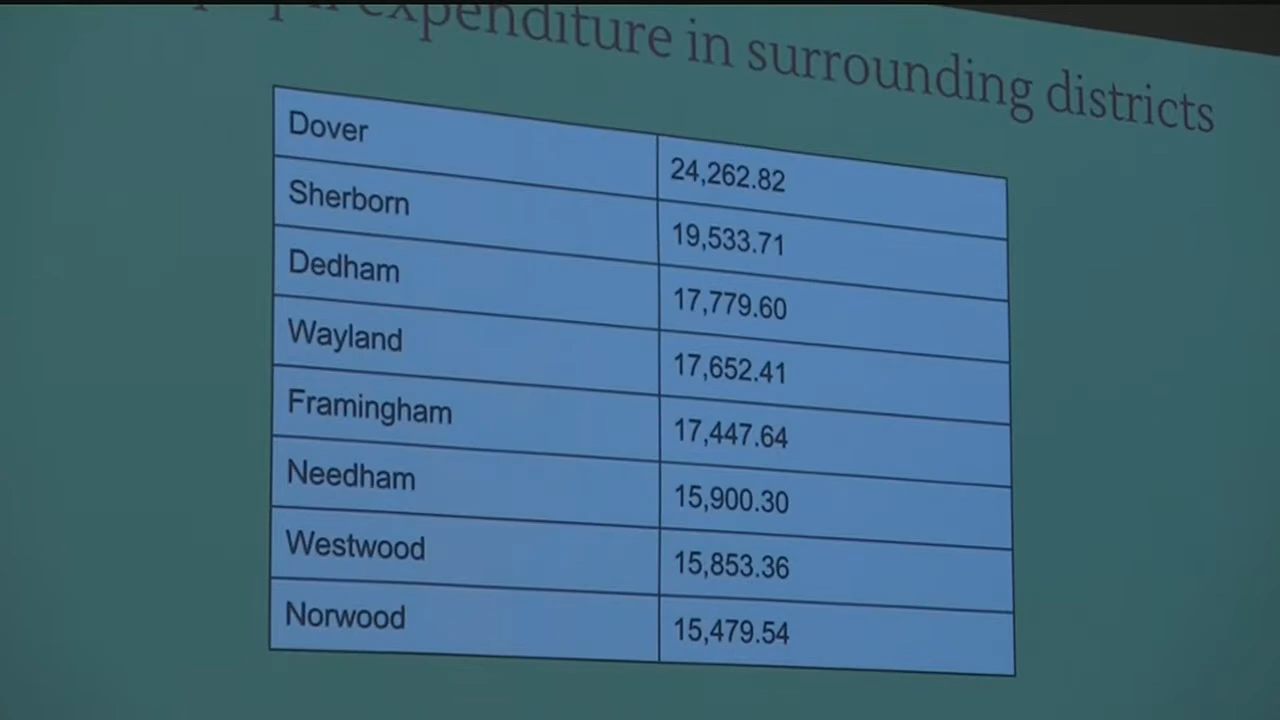 expenditure in surrounding districts
Dover 24,262.82
Sherborn 19,533.71
Dedham 17,779.60
Wayland 17,652.41
Framingham 17,447.64
Needham 15,900.30
Westwood 15,853.36
Norwood 15,479.54